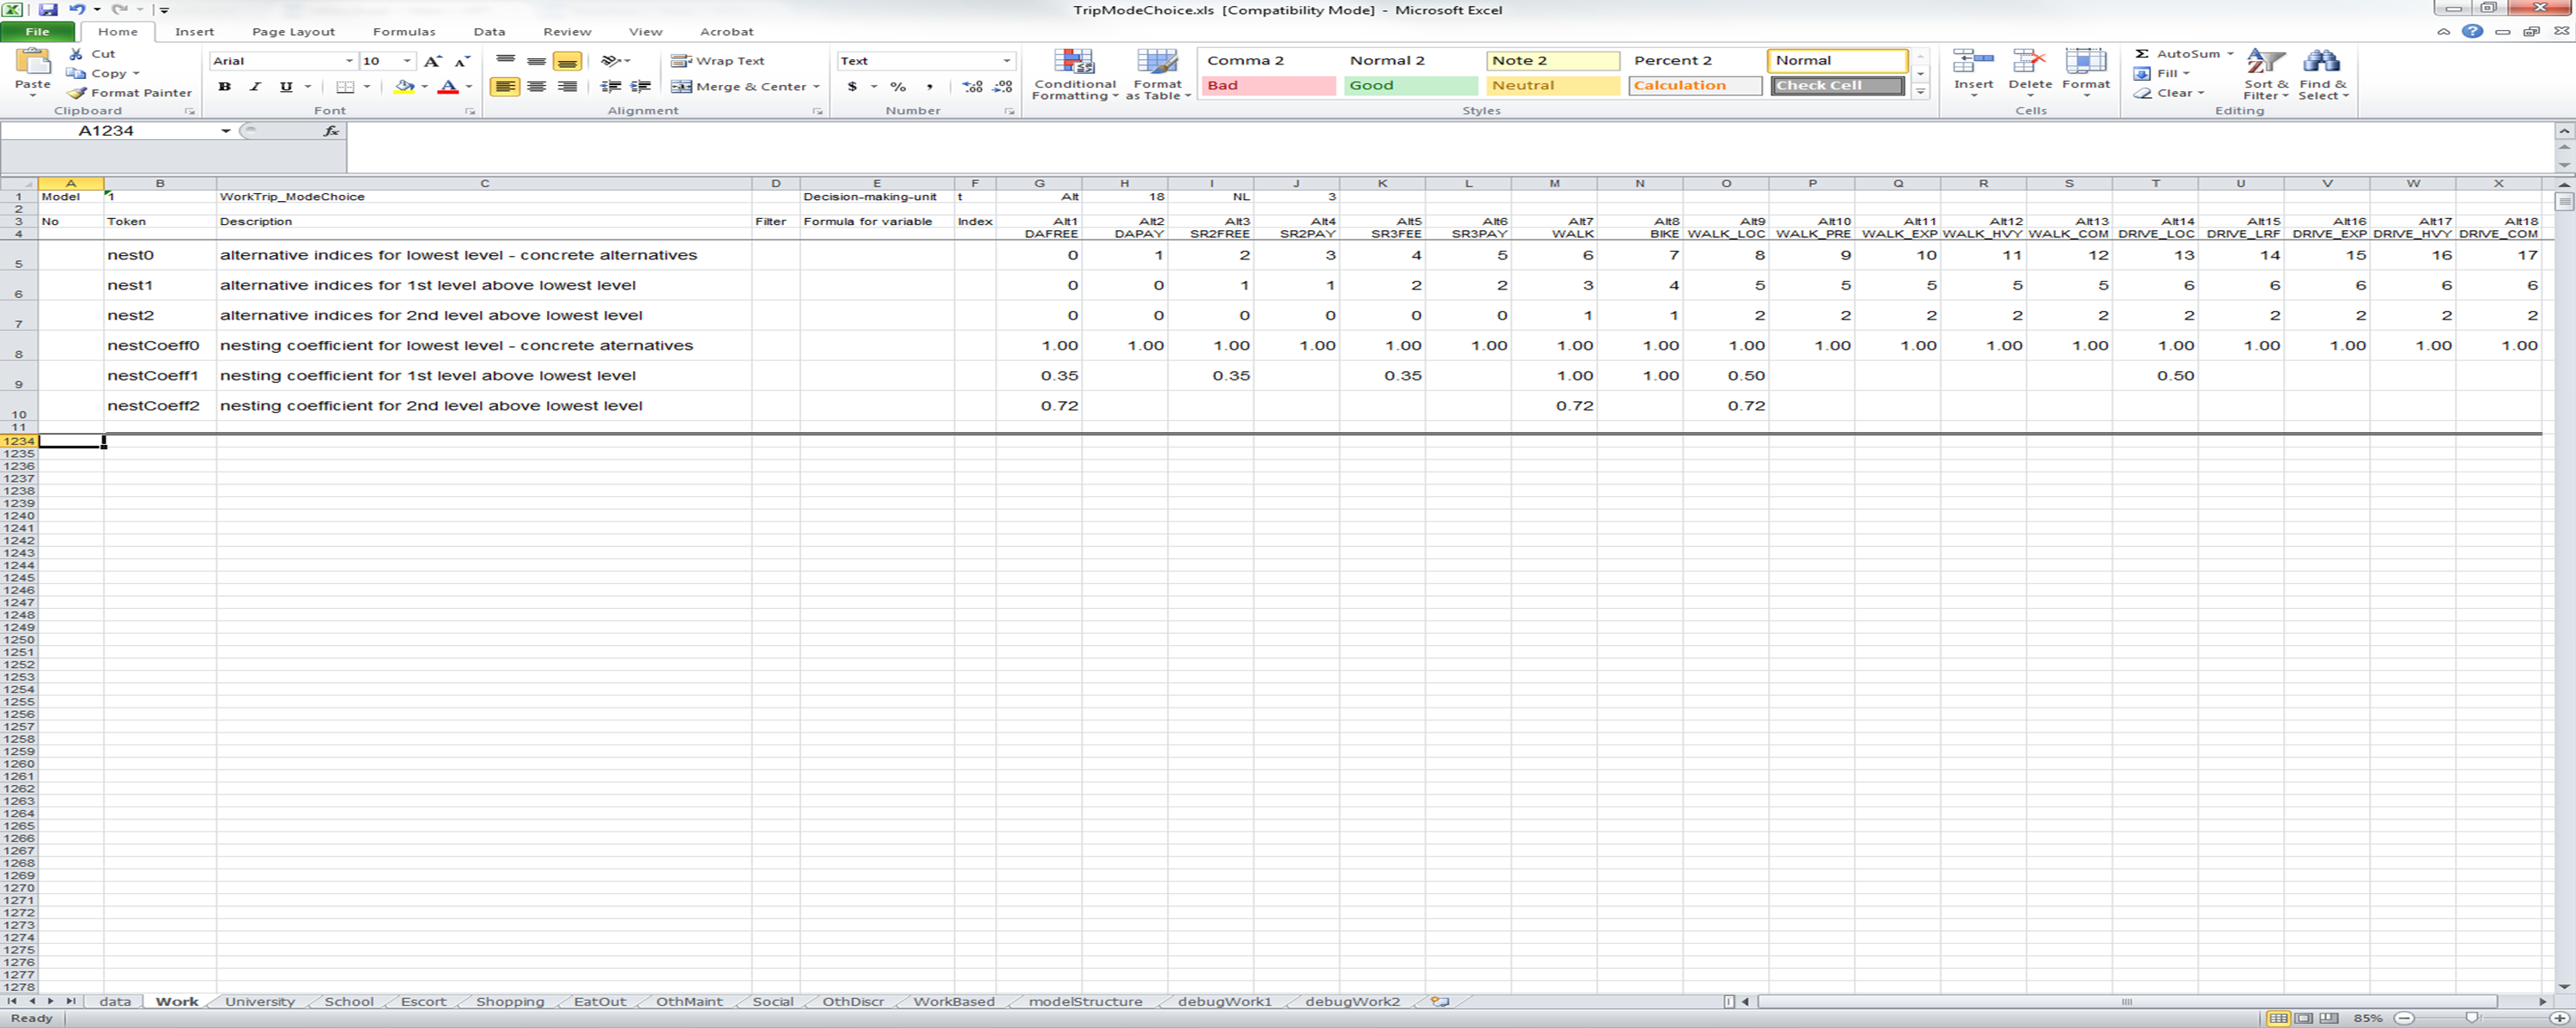 TripModeChoice.xls [Compatibility Mode] - Microsoft Excel
File Home Insert Page Layout Formulas Data Review View Acrobat
Cut Arial 10 Wrap Text Text Comma 2 Normal 2 Note 2 Percent 2 Normal AutoSum
Copy Fill
Paste Format Painter B I U Merge & Center $ % , Conditional Formatting Format as Table Bad Good Neutral Calculation Check Cell Insert Delete Format Clear Sort & Filter Find & Select
Clipboard Font Alignment Number Styles Cells Editing
A1234 fx
A B C D E F G H I J K L M N O P Q R S T U V W X
1 Model 1 WorkTrip_ModeChoice Decision-making-unit t Alt 18 NL 3
2
3 No Token Description Filter Formula for variable Index Alt1 Alt2 Alt3 Alt4 Alt5 Alt6 Alt7 Alt8 Alt9 Alt10 Alt11 Alt12 Alt13 Alt14 Alt15 Alt16 Alt17 Alt18
4 DAFREE DAPAY SR2FREE SR2PAY SR3FEE SR3PAY WALK BIKE WALK_LOC WALK_PRE WALK_EXP WALK_HVY WALK_COM DRIVE_LOC DRIVE_LRF DRIVE_EXP DRIVE_HVY DRIVE_COM
5 nest0 alternative indices for lowest level - concrete alternatives 0 1 2 3 4 5 6 7 8 9 10 11 12 13 14 15 16 17
6 nest1 alternative indices for 1st level above lowest level 0 0 1 1 2 2 3 4 5 5 5 5 5 6 6 6 6 6
7 nest2 alternative indices for 2nd level above lowest level 0 0 0 0 0 0 1 1 2 2 2 2 2 2 2 2 2 2
8 nestCoeff0 nesting coefficient for lowest level - concrete aternatives 1.00 1.00 1.00 1.00 1.00 1.00 1.00 1.00 1.00 1.00 1.00 1.00 1.00 1.00 1.00 1.00 1.00 1.00
9 nestCoeff1 nesting coefficient for 1st level above lowest level 0.35 0.35 0.35 1.00 1.00 0.50 0.50
10 nestCoeff2 nesting coefficient for 2nd level above lowest level 0.72 0.72 0.72
11
1234
1235
1236
1237
1238
1239
1240
1241
1242
1243
1244
1245
1246
1247
1248
1249
1250
1251
1252
1253
1254
1255
1256
1257
1258
1259
1260
1261
1262
1263
1264
1265
1266
1267
1268
1269
1270
1271
1272
1273
1274
1275
1276
1277
1278
data Work University School Escort Shopping EatOut OthMaint Social OthDiscr WorkBased modelStructure debugWork1 debugWork2
Ready 85%